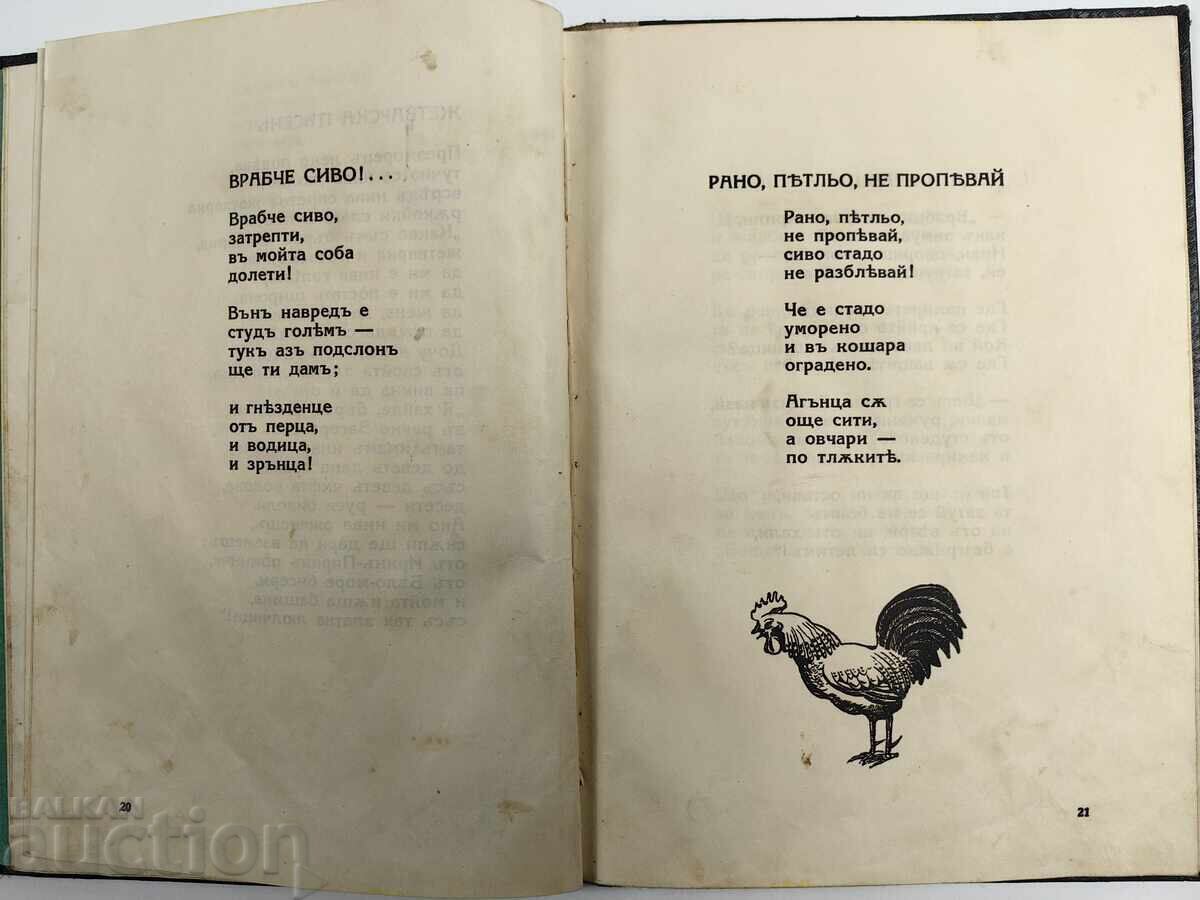 ВРАБЧЕ СИВО!...
Врабче сиво,
затрепти,
въ мойта соба
долети!
Вънъ навредъ е
студъ голѣмъ —
тукъ азъ подслонъ
ще ти дамъ;
и гнѣзденце
отъ перца,
и водица,
и зрънца!
20
РАНО, ПѢТЛЬО, НЕ ПРОПѢВАЙ
Рано, пѣтльо,
не пропѣвай,
сиво стадо
не разблѣвай!
Че е стадо
уморено
и въ кошара
оградено.
Агънца сѫ
още сити,
а овчари —
по тлѫкитѣ.
21
BALKAN
auction